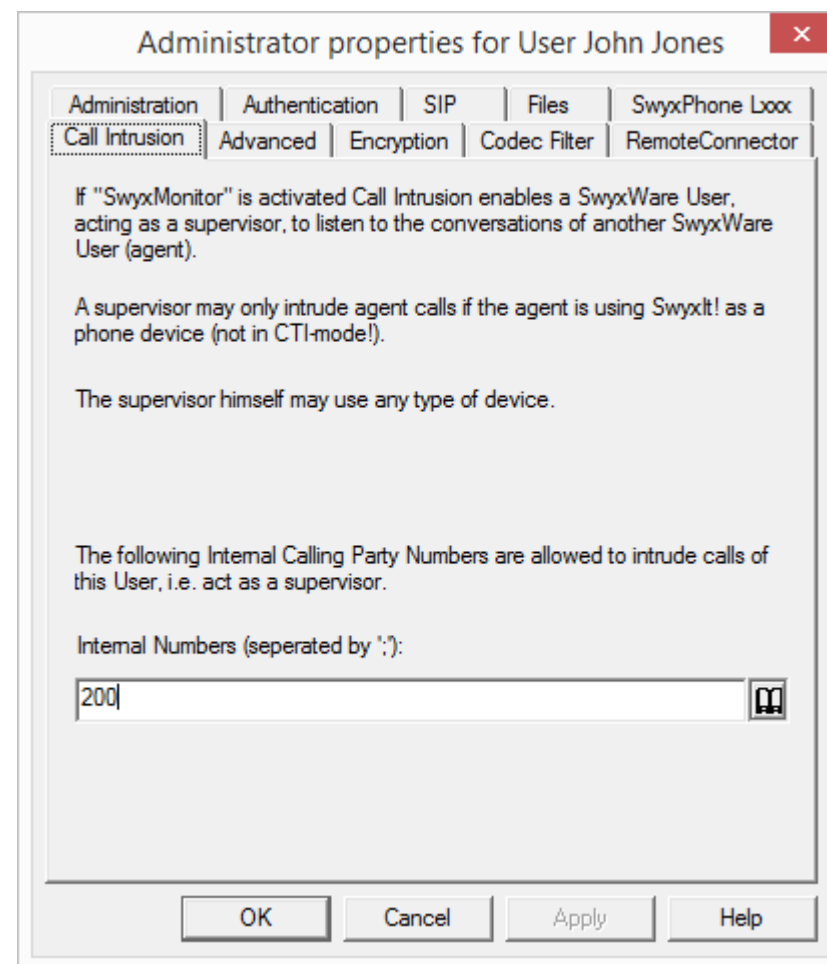 Administrator properties for User John Jones
Administration Authentication SIP Files SwyxPhone Lxxx
Call Intrusion Advanced Encryption Codec Filter RemoteConnector
If "SwyxMonitor" is activated Call Intrusion enables a SwyxWare User,
acting as a supervisor, to listen to the conversations of another SwyxWare
User (agent).
A supervisor may only intrude agent calls if the agent is using SwyxIt! as a
phone device (not in CTI-mode!).
The supervisor himself may use any type of device.
The following Internal Calling Party Numbers are allowed to intrude calls of
this User, i.e. act as a supervisor.
Internal Numbers (seperated by ';'):
200
OK Cancel Apply Help